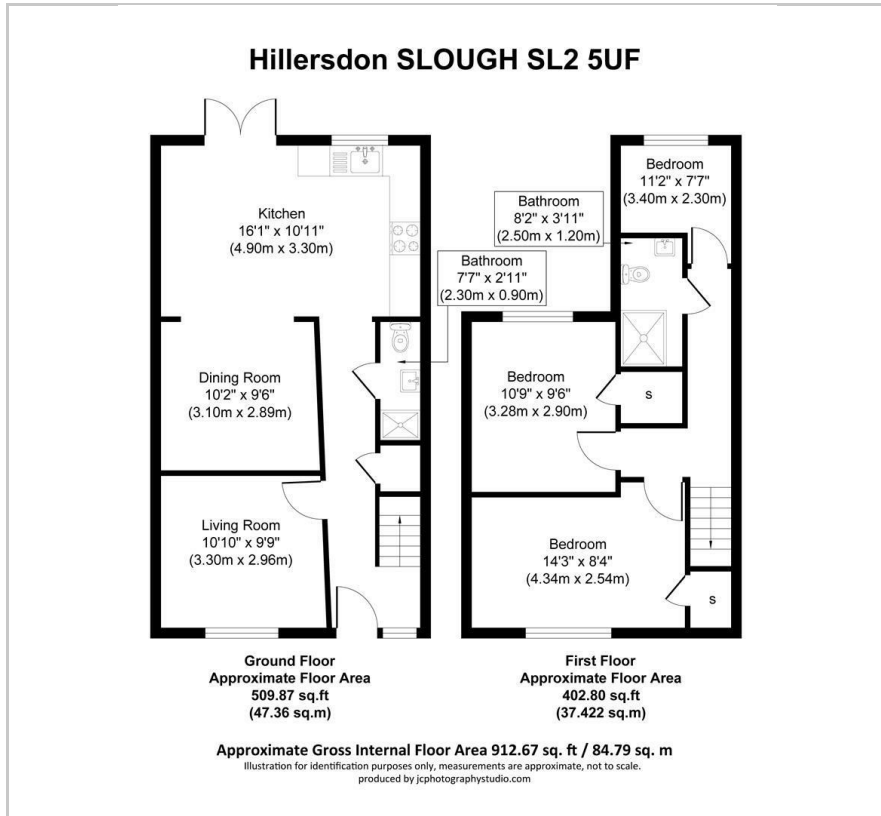 Hillersdon SLOUGH SL2 5UF
Kitchen
16'1" x 10'11"
(4.90m x 3.30m)
Dining Room
10'2" x 9'6"
(3.10m x 2.89m)
Living Room
10'10" x 9'9"
(3.30m x 2.96m)
Bathroom
8'2" x 3'11"
(2.50m x 1.20m)
Bathroom
7'7" x 2'11"
(2.30m x 0.90m)
Bedroom
11'2" x 7'7"
(3.40m x 2.30m)
Bedroom
10'9" x 9'6"
(3.28m x 2.90m)
S
Bedroom
14'3" x 8'4"
(4.34m x 2.54m)
S
Ground Floor
Approximate Floor Area
509.87 sq.ft
(47.36 sq.m)
First Floor
Approximate Floor Area
402.80 sq.ft
(37.422 sq.m)
Approximate Gross Internal Floor Area 912.67 sq. ft / 84.79 sq. m
Illustration for identification purposes only, measurements are approximate, not to scale.
produced by jcphotographystudio.com